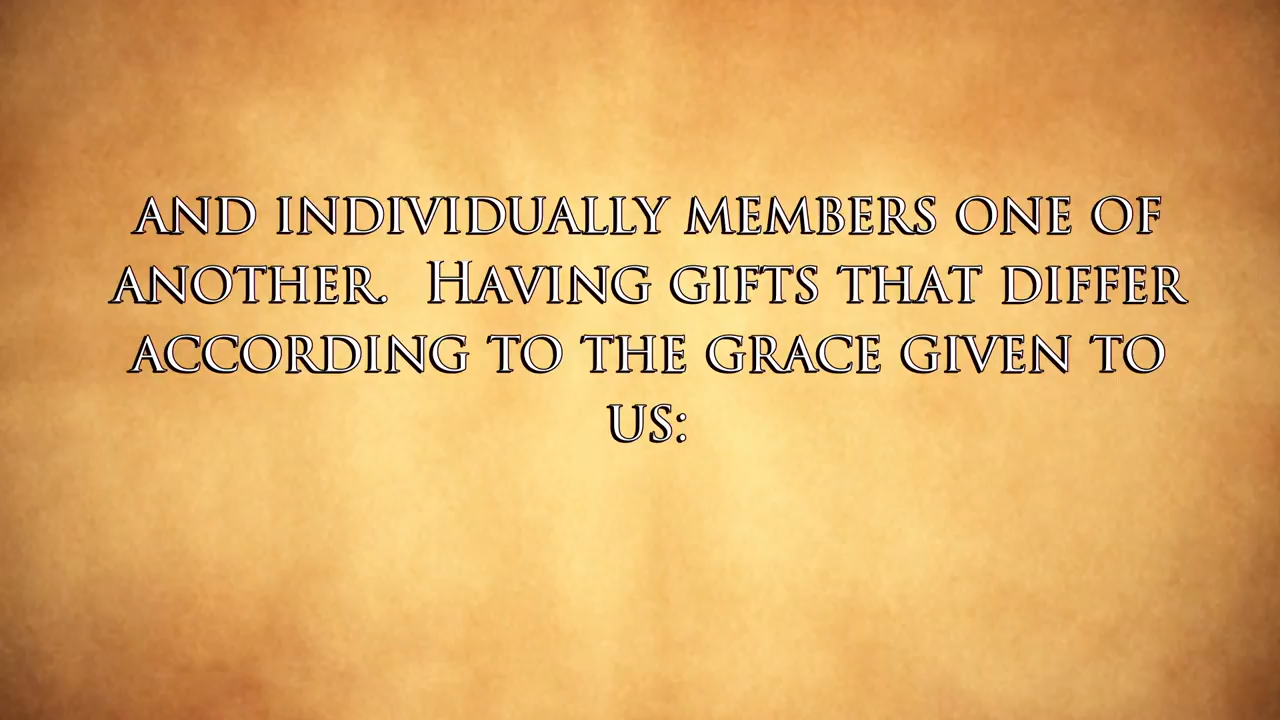 AND INDIVIDUALLY MEMBERS ONE OF
ANOTHER.  HAVING GIFTS THAT DIFFER
ACCORDING TO THE GRACE GIVEN TO
US: